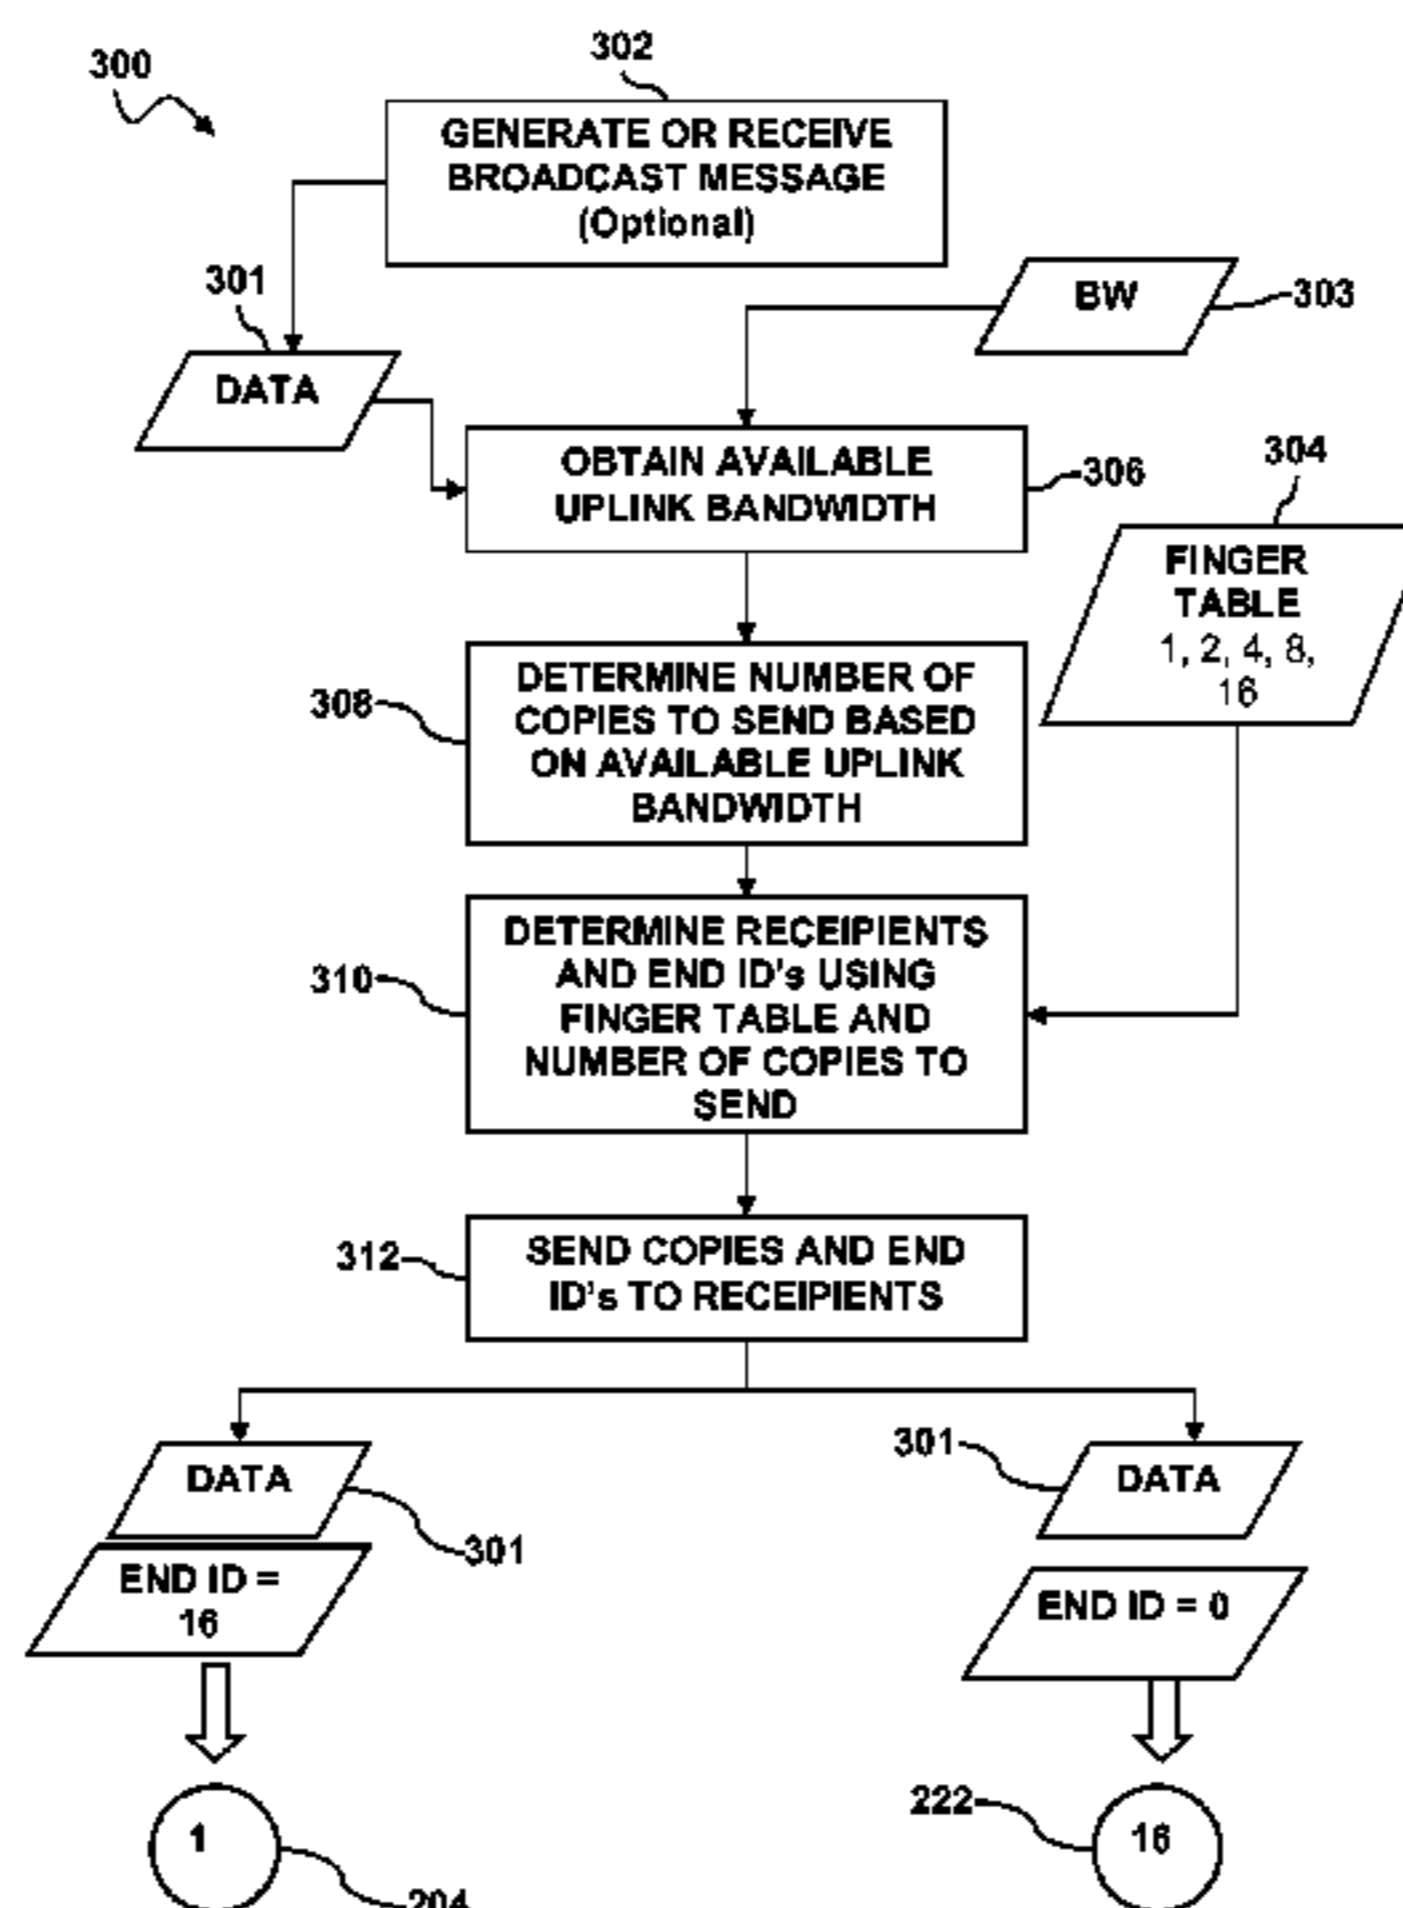 300
302
GENERATE OR RECEIVE
BROADCAST MESSAGE
(Optional)
301
DATA
BW
303
OBTAIN AVAILABLE
UPLINK BANDWIDTH
306
304
FINGER
TABLE
1, 2, 4, 8,
16
308
DETERMINE NUMBER OF
COPIES TO SEND BASED
ON AVAILABLE UPLINK
BANDWIDTH
310
DETERMINE RECEIPIENTS
AND END ID's USING
FINGER TABLE AND
NUMBER OF COPIES TO
SEND
312
SEND COPIES AND END
ID's TO RECEIPIENTS
DATA
301
END ID =
16
301
DATA
END ID = 0
1
204
222
16